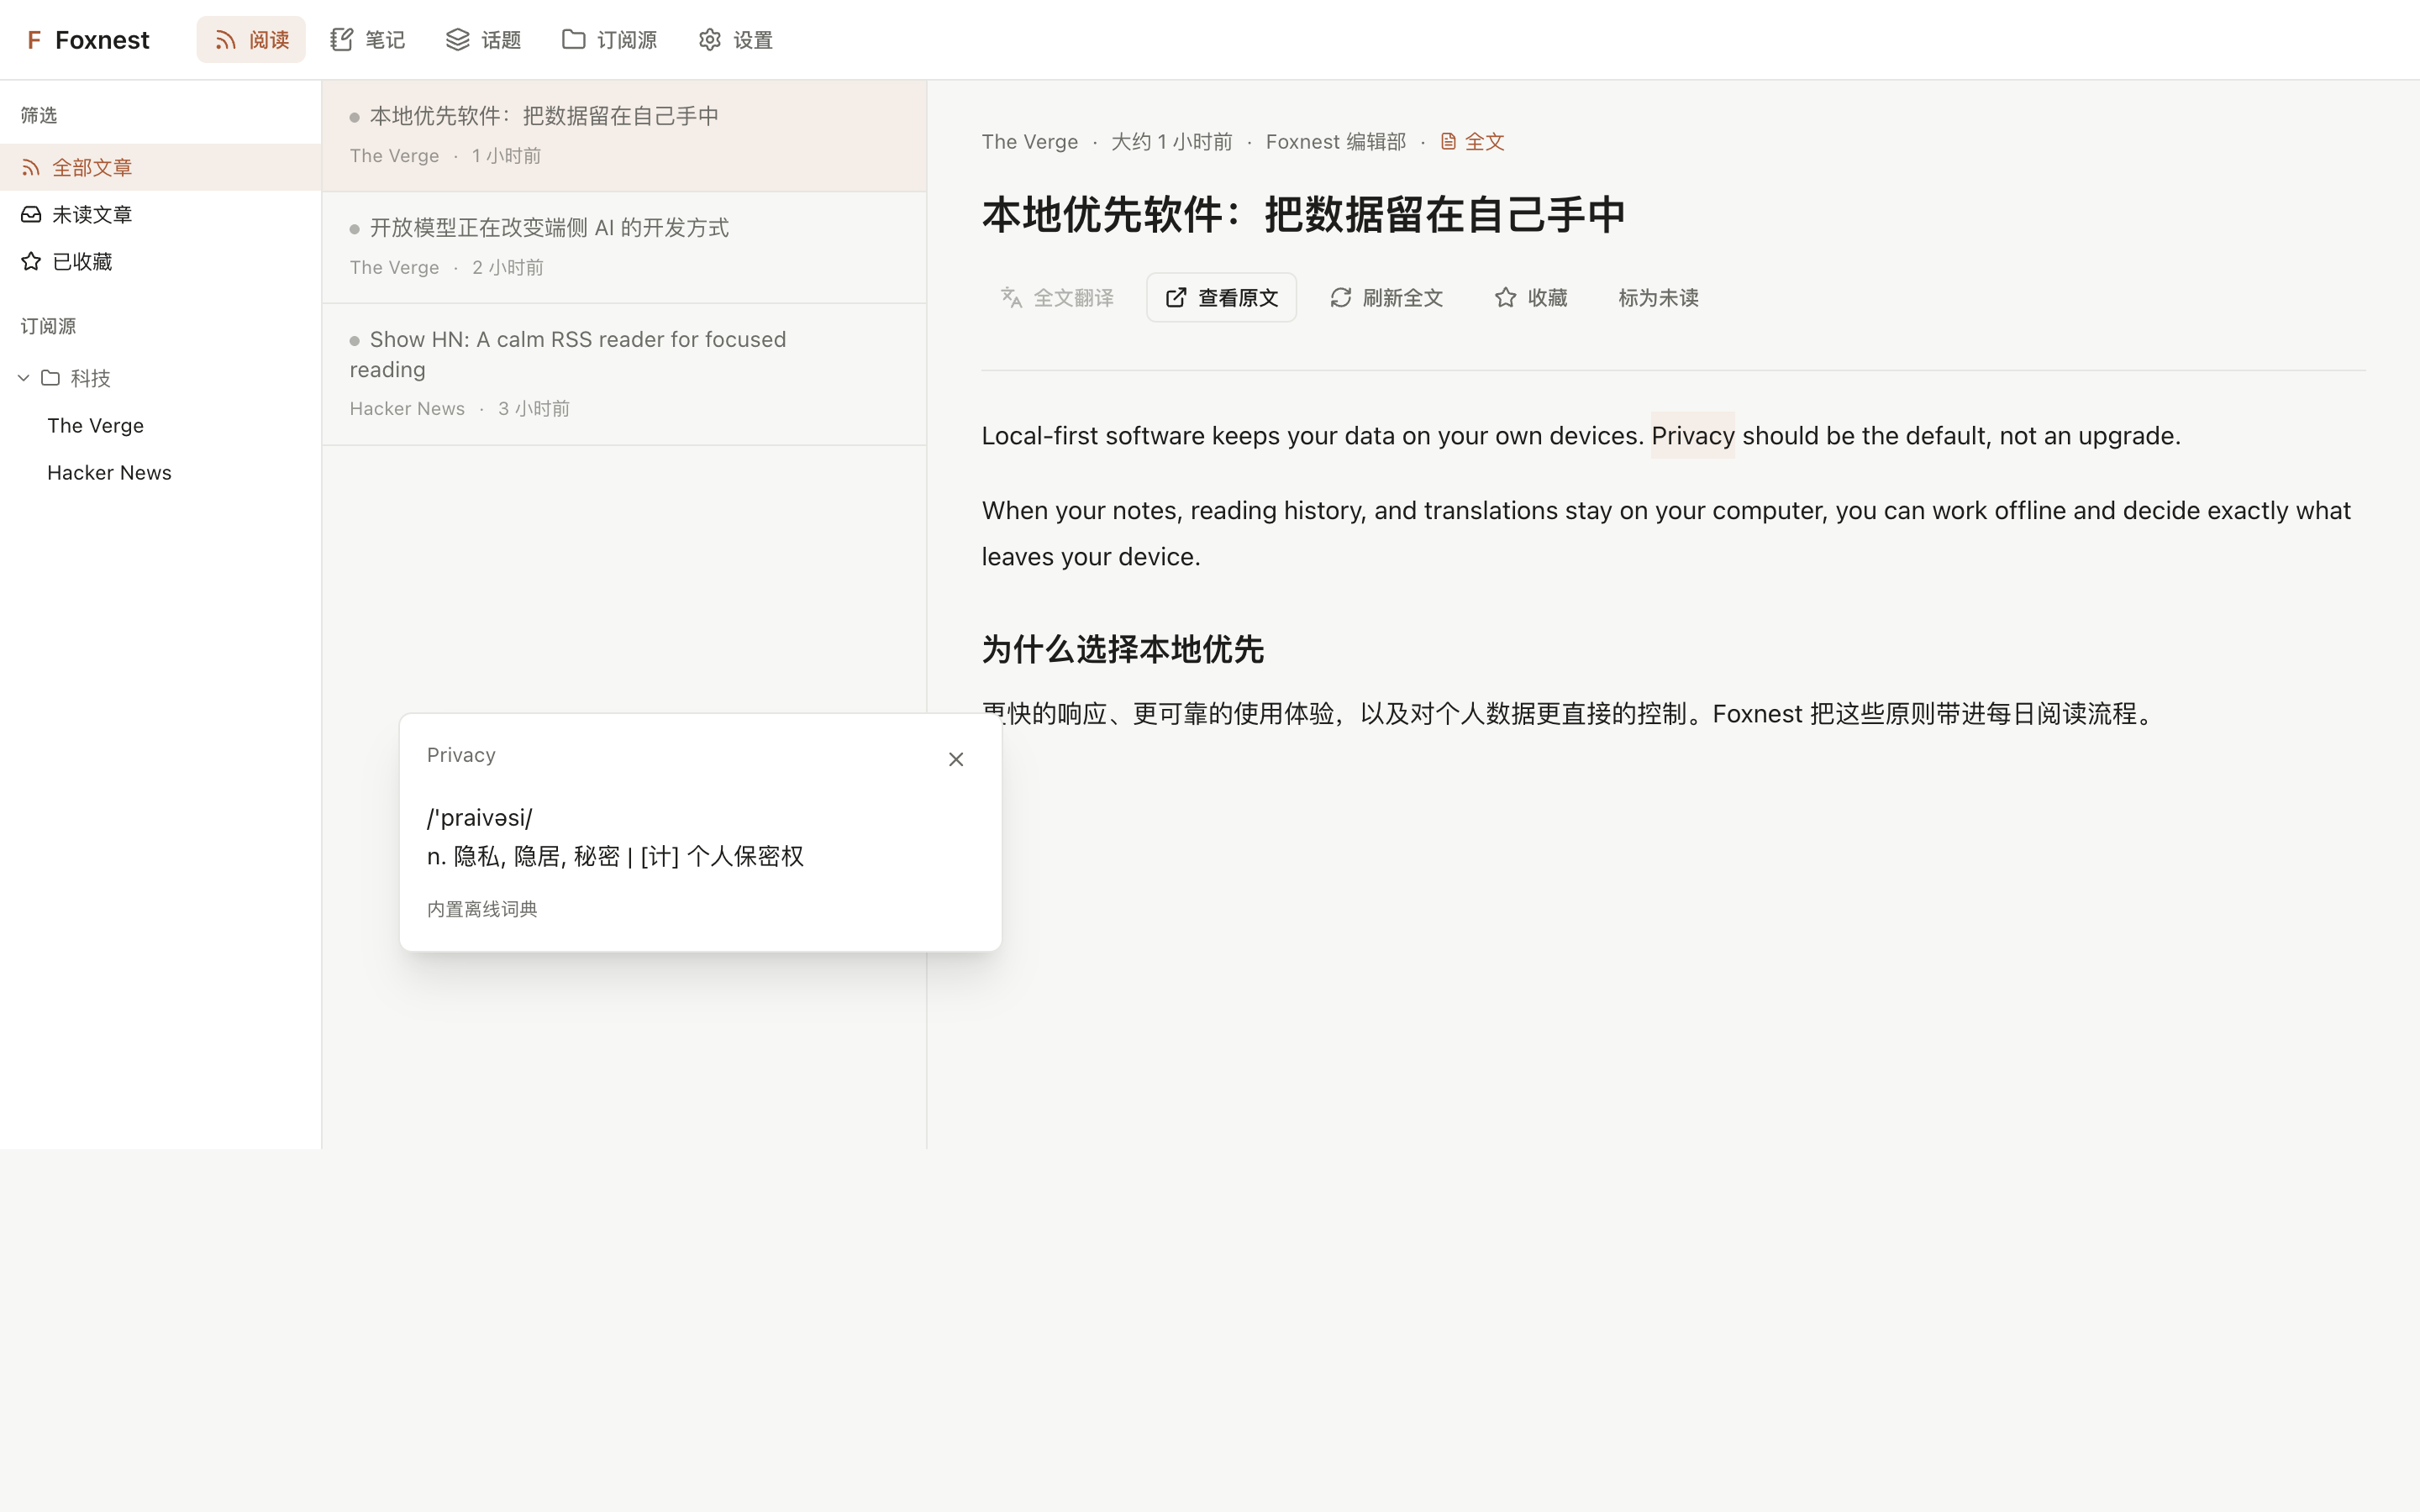 F Foxnest 阅读 笔记 话题 订阅源 设置
筛选
全部文章
未读文章
已收藏
订阅源
科技
The Verge
Hacker News
本地优先软件：把数据留在自己手中
The Verge · 1 小时前
开放模型正在改变端侧 AI 的开发方式
The Verge · 2 小时前
Show HN: A calm RSS reader for focused
reading
Hacker News · 3 小时前
The Verge · 大约 1 小时前 · Foxnest 编辑部 · 全文
本地优先软件：把数据留在自己手中
全文翻译 查看原文 刷新全文 收藏 标为未读
Local-first software keeps your data on your own devices. Privacy should be the default, not an upgrade.
When your notes, reading history, and translations stay on your computer, you can work offline and decide exactly what
leaves your device.
为什么选择本地优先
更快的响应、更可靠的使用体验，以及对个人数据更直接的控制。Foxnest 把这些原则带进每日阅读流程。
Privacy
/'praivəsi/
n. 隐私, 隐居, 秘密 | [计] 个人保密权
内置离线词典